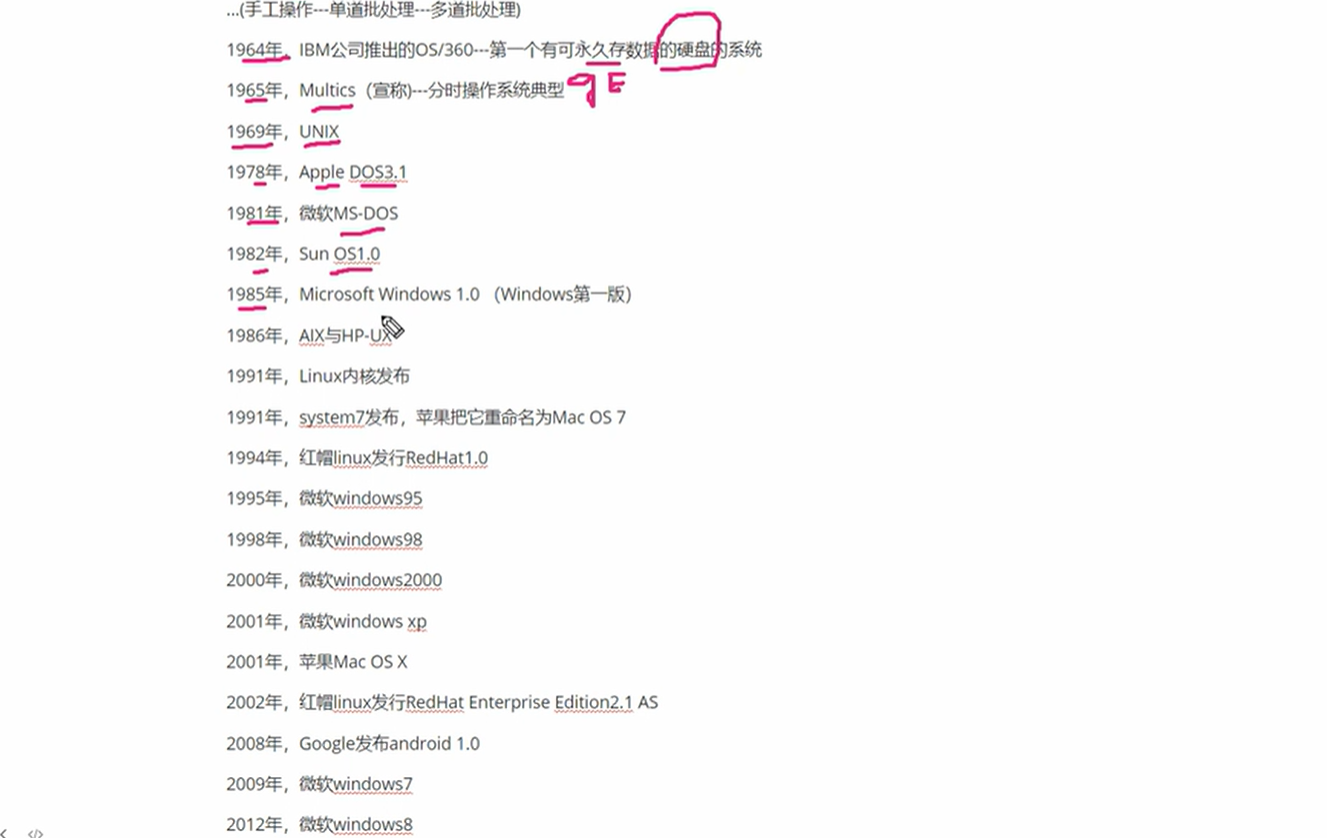 ...(手工操作---单道批处理---多道批处理)
1964年，IBM公司推出的OS/360---第一个有可永久存数据的硬盘的系统
1965年，Multics（宣称)---分时操作系统典型
1969年，UNIX
1978年，Apple DOS3.1
1981年，微软MS-DOS
1982年，Sun OS1.0
1985年，Microsoft Windows 1.0 （Windows第一版）
1986年，AIX与HP-UX
1991年，Linux内核发布
1991年，system7发布，苹果把它重命名为Mac OS 7
1994年，红帽linux发行RedHat1.0
1995年，微软windows95
1998年，微软windows98
2000年，微软windows2000
2001年，微软windows xp
2001年，苹果Mac OS X
2002年，红帽linux发行RedHat Enterprise Edition2.1 AS
2008年，Google发布android 1.0
2009年，微软windows7
2012年，微软windows8